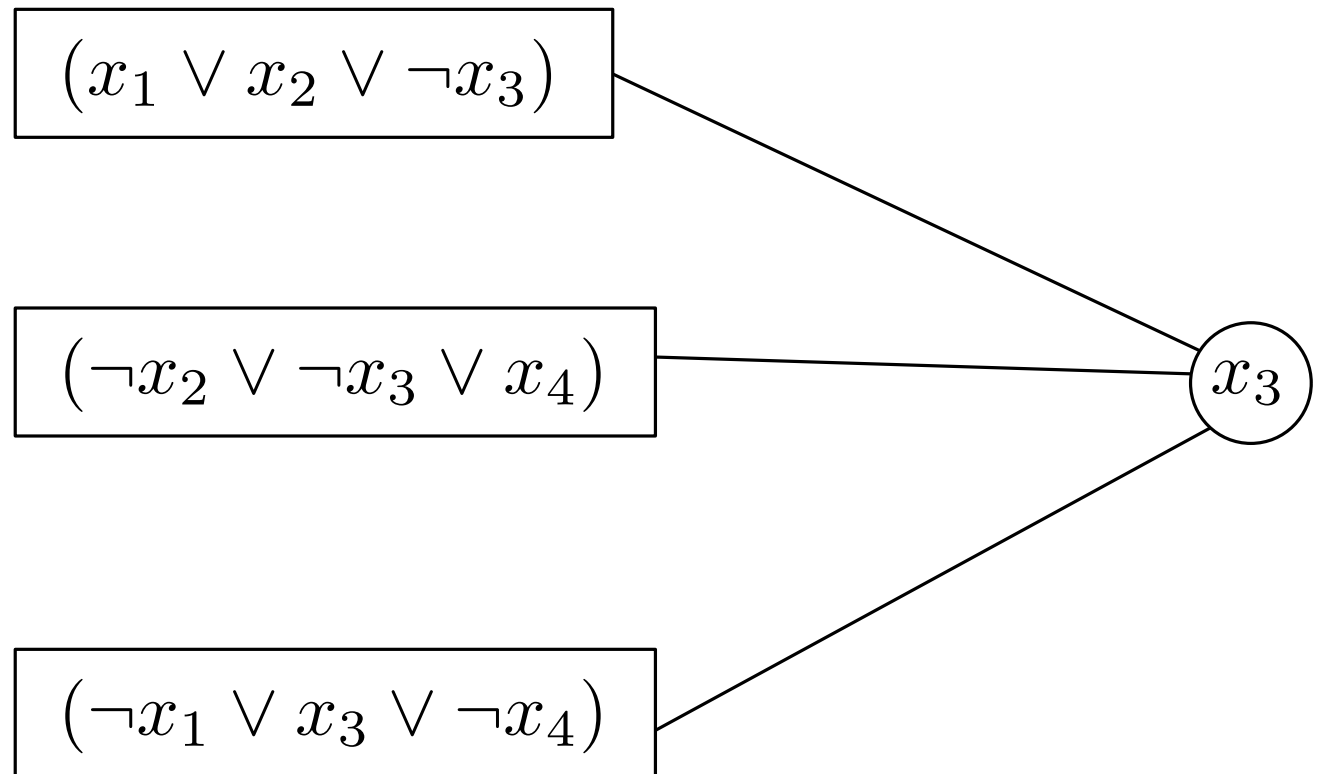 (x₁ ∨ x₂ ∨ ¬x₃)
(¬x₂ ∨ ¬x₃ ∨ x₄)
x₃
(¬x₁ ∨ x₃ ∨ ¬x₄)